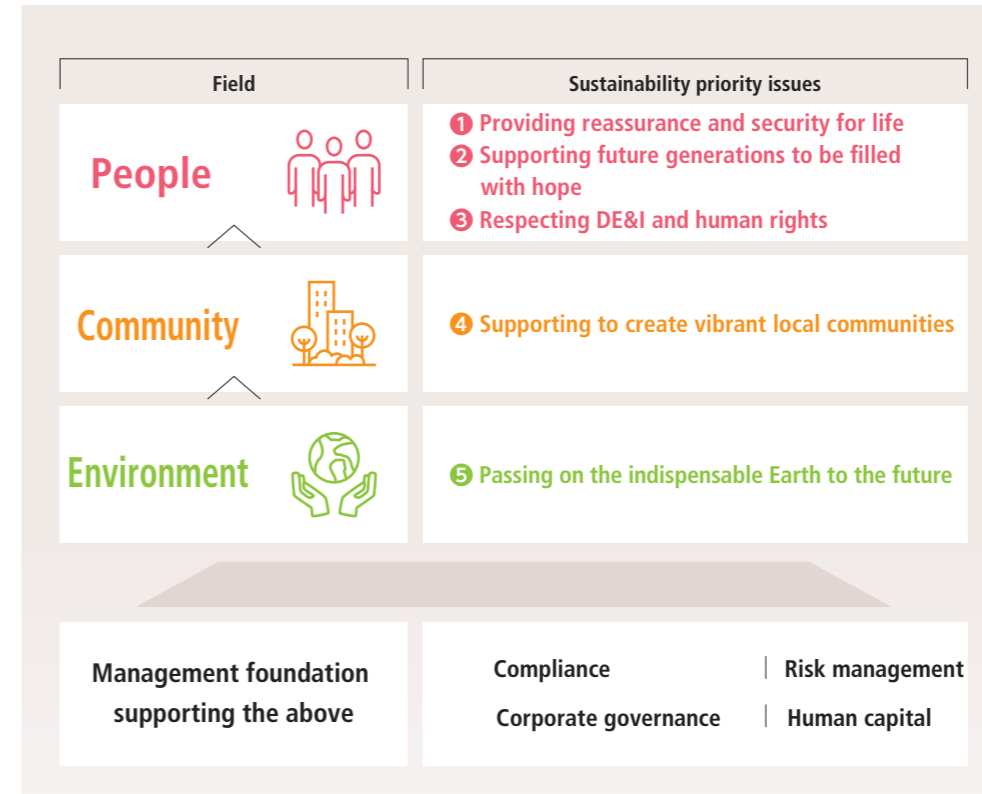 Field
Sustainability priority issues
People
❶ Providing reassurance and security for life
❷ Supporting future generations to be filled
with hope
❸ Respecting DE&I and human rights
Community
❹ Supporting to create vibrant local communities
Environment
❺ Passing on the indispensable Earth to the future
Management foundation
supporting the above
Compliance | Risk management
Corporate governance | Human capital